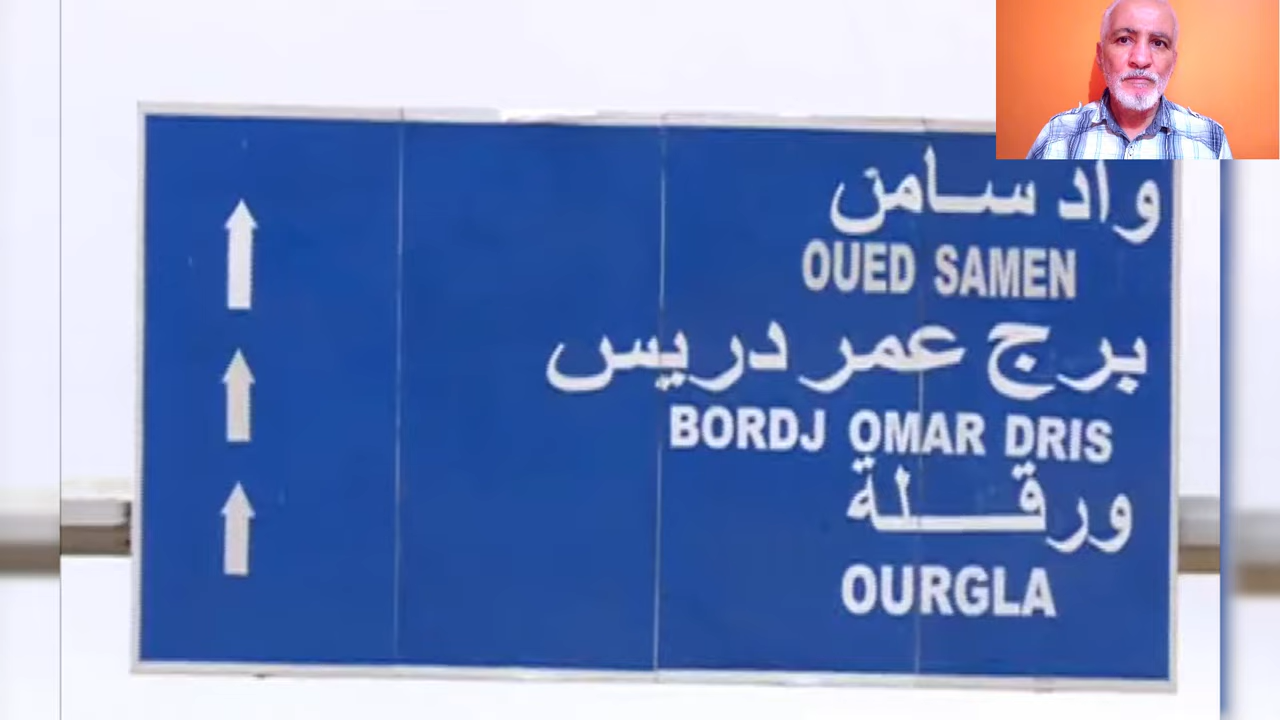 واد سامن
OUED SAMEN
برج عمر دريس
BORDJ OMAR DRIS
ورقلة
OURGLA